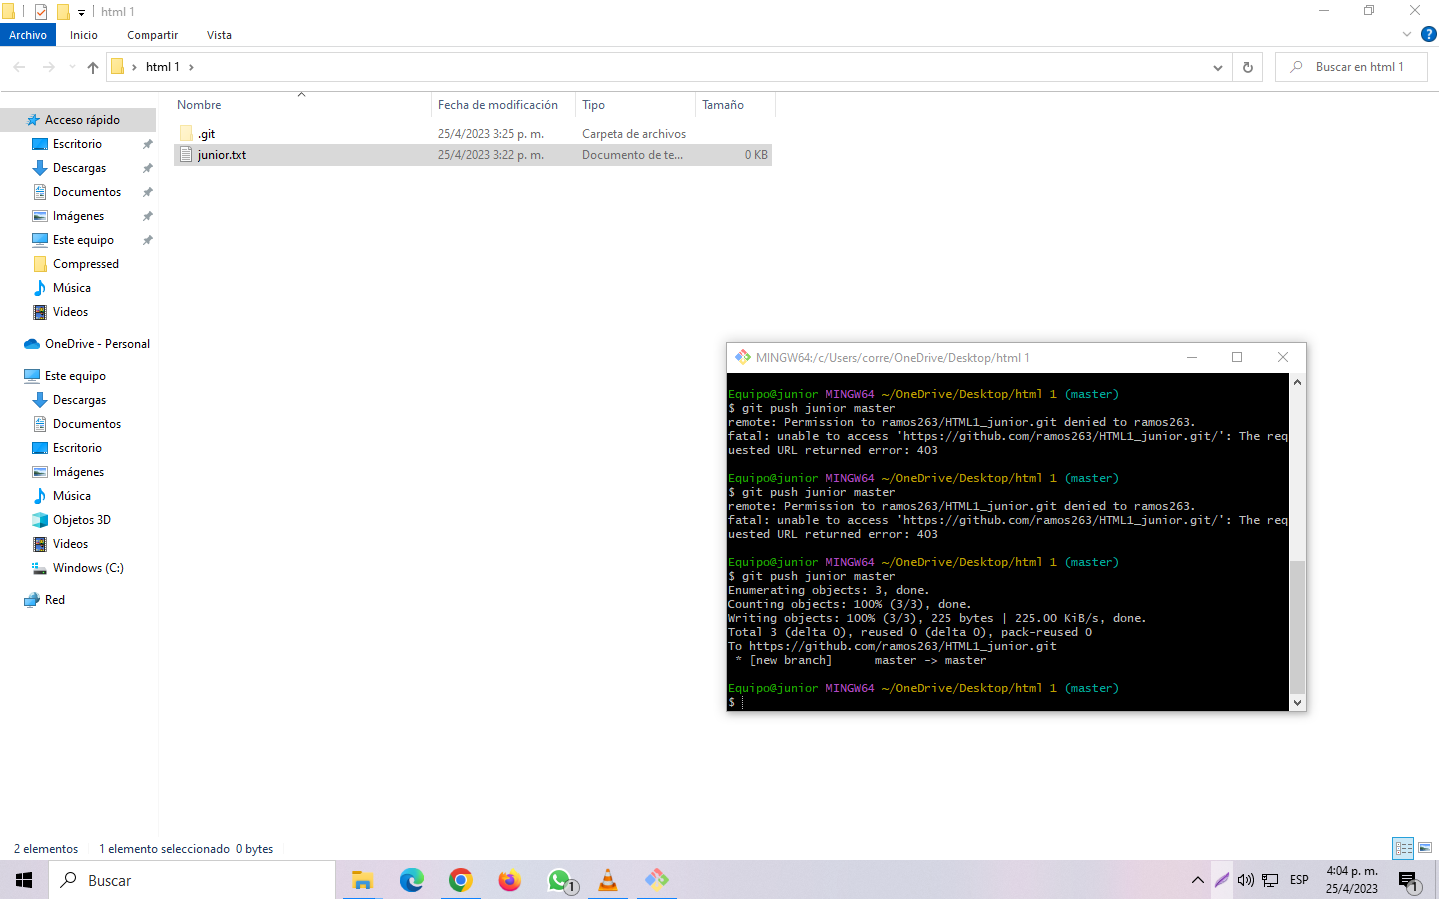 html 1
Archivo
Inicio
Compartir
Vista
html 1
Buscar en html 1
Nombre
Fecha de modificación
Tipo
Tamaño
.git
25/4/2023 3:25 p. m.
Carpeta de archivos
junior.txt
25/4/2023 3:22 p. m.
Documento de te...
0 KB
Acceso rápido
Escritorio
Descargas
Documentos
Imágenes
Este equipo
Compressed
Música
Videos
OneDrive - Personal
Este equipo
Descargas
Documentos
Escritorio
Imágenes
Música
Objetos 3D
Videos
Windows (C:)
Red
MINGW64:/c/Users/corre/OneDrive/Desktop/html 1
Equipo@junior MINGW64 ~/OneDrive/Desktop/html 1 (master)
$ git push junior master
remote: Permission to ramos263/HTML1_junior.git denied to ramos263.
fatal: unable to access 'https://github.com/ramos263/HTML1_junior.git/': The req
uested URL returned error: 403
Equipo@junior MINGW64 ~/OneDrive/Desktop/html 1 (master)
$ git push junior master
remote: Permission to ramos263/HTML1_junior.git denied to ramos263.
fatal: unable to access 'https://github.com/ramos263/HTML1_junior.git/': The req
uested URL returned error: 403
Equipo@junior MINGW64 ~/OneDrive/Desktop/html 1 (master)
$ git push junior master
Enumerating objects: 3, done.
Counting objects: 100% (3/3), done.
Writing objects: 100% (3/3), 225 bytes | 225.00 KiB/s, done.
Total 3 (delta 0), reused 0 (delta 0), pack-reused 0
To https://github.com/ramos263/HTML1_junior.git
* [new branch]      master -> master
Equipo@junior MINGW64 ~/OneDrive/Desktop/html 1 (master)
$
2 elementos
1 elemento seleccionado 0 bytes
Buscar
1
ESP
4:04 p. m.
25/4/2023
1